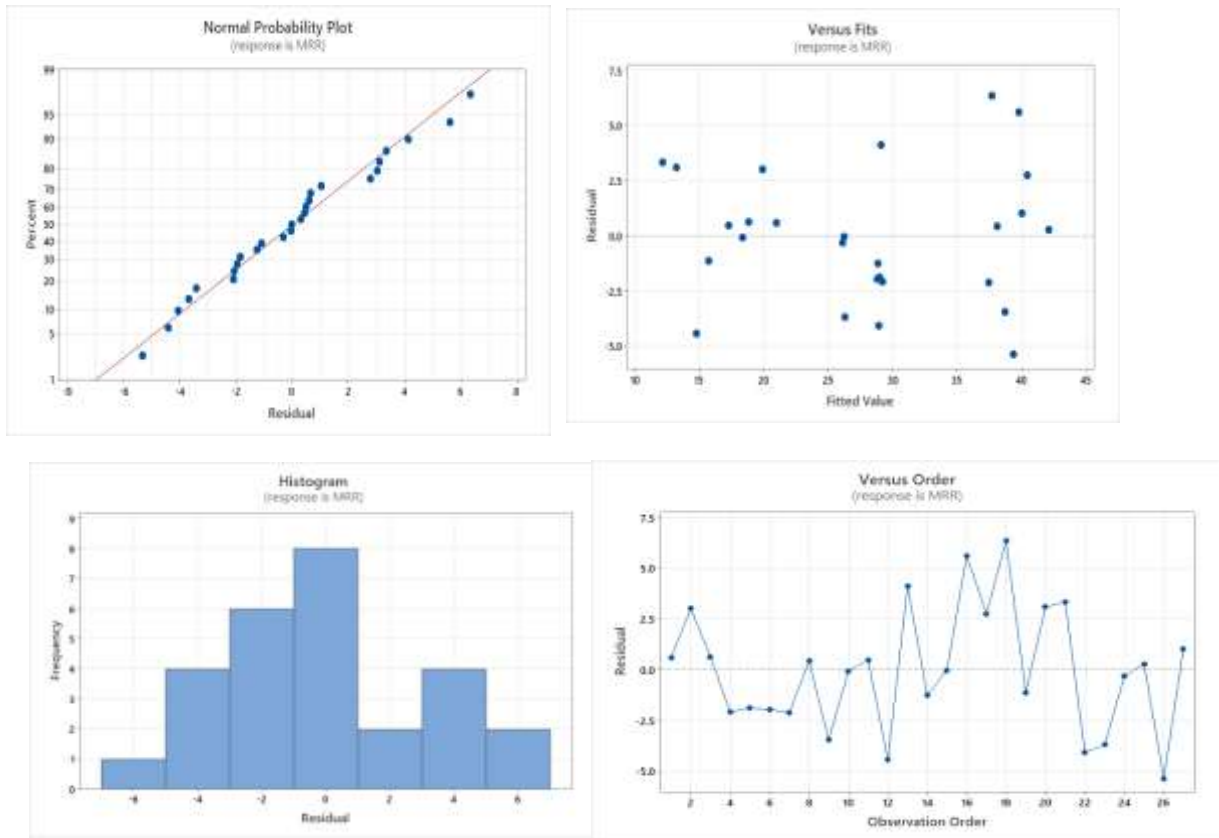 Normal Probability Plot
(response is MRR)
99
95
90
80
70
60
50
40
30
20
10
5
1
Percent
-8 -6 -4 -2 0 2 4 6 8
Residual
Versus Fits
(response is MRR)
7.5
5.0
2.5
0.0
-2.5
-5.0
Residual
10 15 20 25 30 35 40 45
Fitted Value
Histogram
(response is MRR)
9
8
7
6
5
4
3
2
1
0
Frequency
-6 -4 -2 0 2 4 6
Residual
Versus Order
(response is MRR)
7.5
5.0
2.5
0.0
-2.5
-5.0
Residual
2 4 6 8 10 12 14 16 18 20 22 24 26
Observation Order